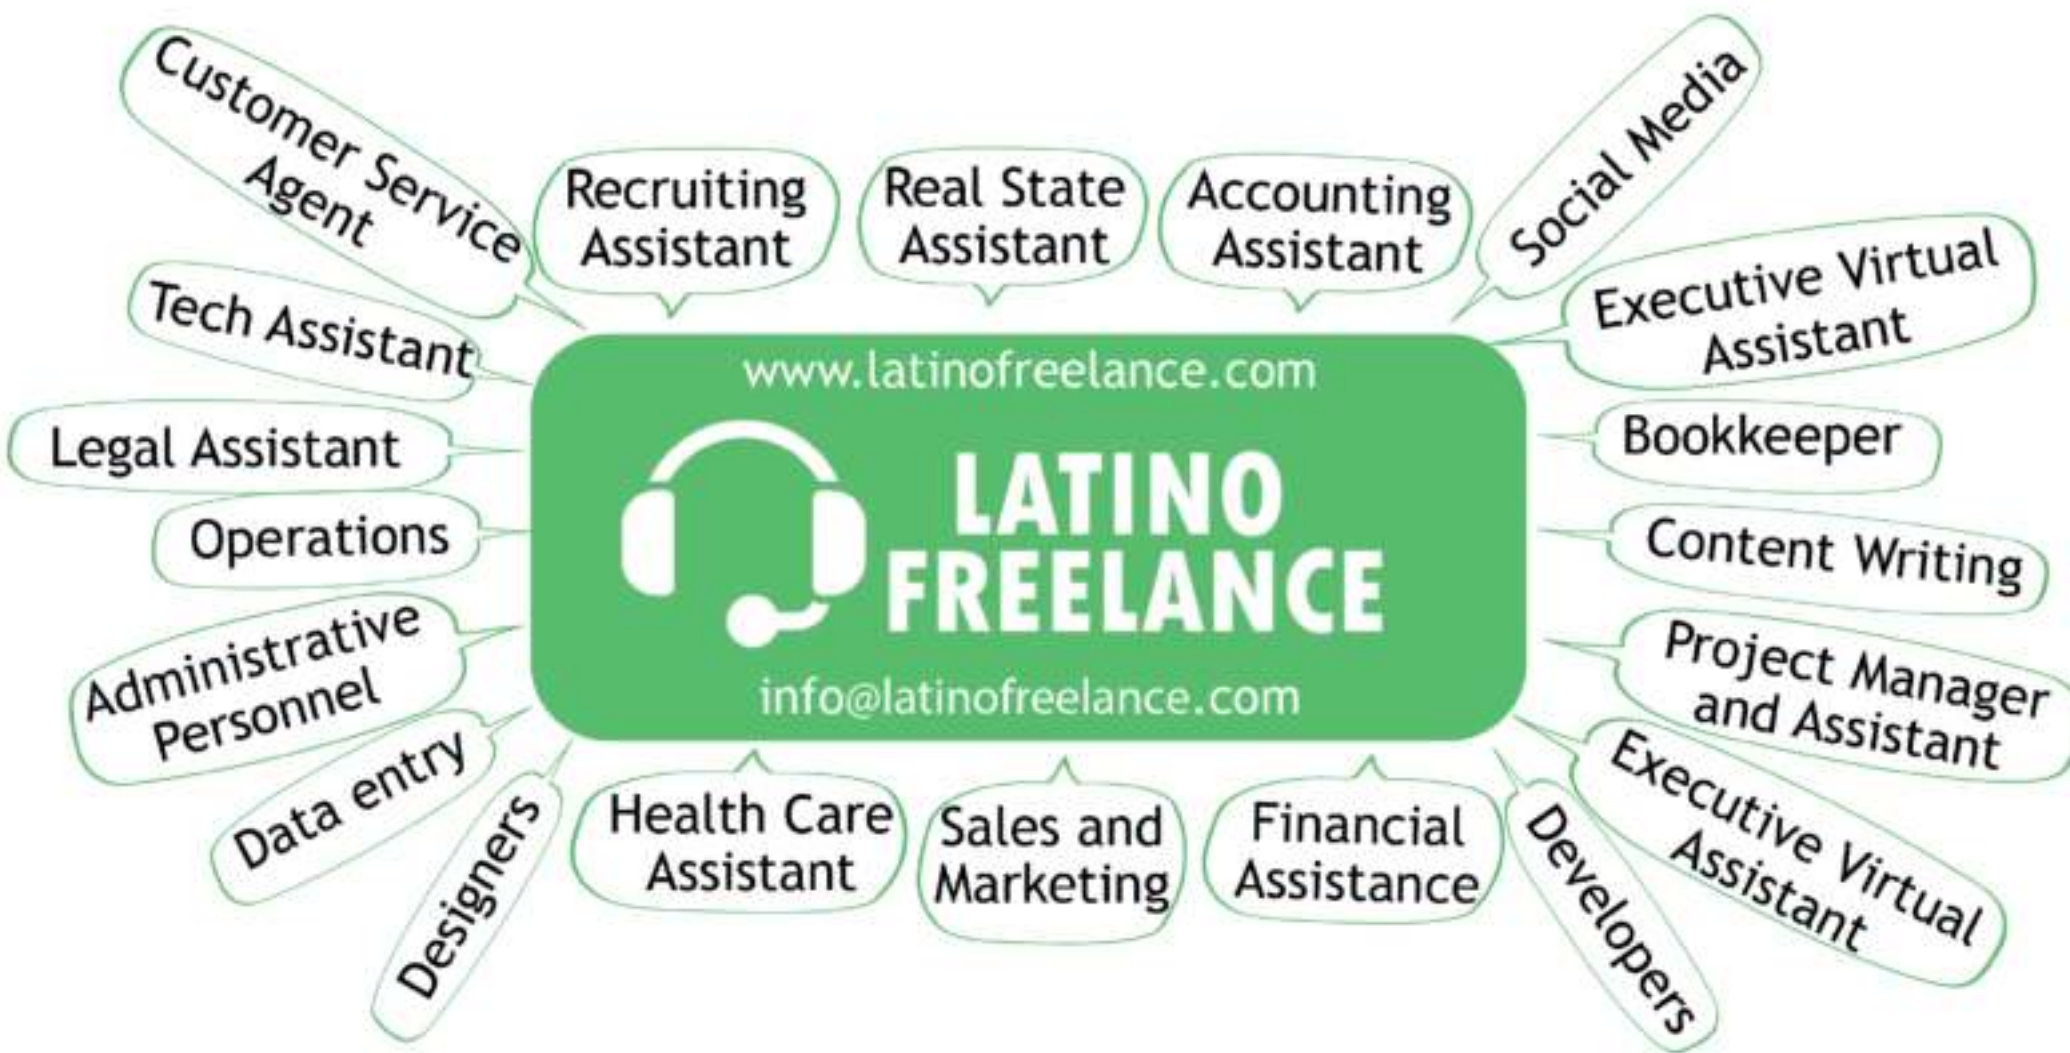 Customer Service
Agent
Recruiting
Assistant
Real State
Assistant
Accounting
Assistant
Social Media
Executive Virtual
Assistant
Tech Assistant
Legal Assistant
Operations
Administrative
Personnel
Data entry
Designers
www.latinofreelance.com
LATINO
FREELANCE
info@latinofreelance.com
Bookkeeper
Content Writing
Project Manager
and Assistant
Executive Virtual
Assistant
Developers
Health Care
Assistant
Sales and
Marketing
Financial
Assistance